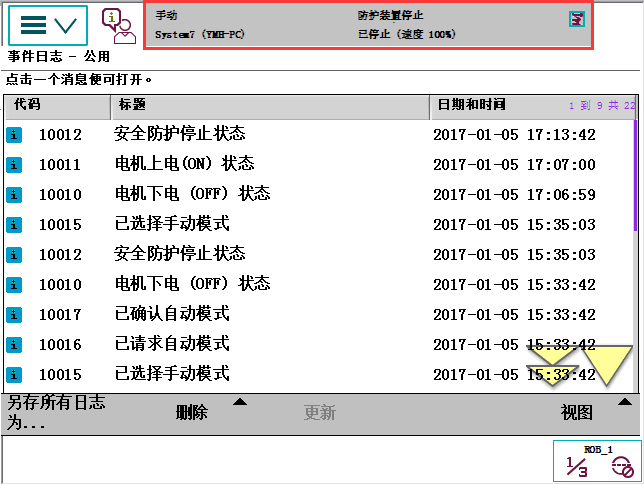 手动 防护装置停止
System7 (YMH-PC) 已停止 (速度 100%)
事件日志 - 公用
点击一个消息便可打开。
代码 标题 日期和时间 1 到 9 共 22
10012 安全防护停止状态 2017-01-05 17:13:42
10011 电机上电(ON) 状态 2017-01-05 17:07:00
10010 电机下电 (OFF) 状态 2017-01-05 17:06:59
10015 已选择手动模式 2017-01-05 15:35:03
10012 安全防护停止状态 2017-01-05 15:35:03
10010 电机下电 (OFF) 状态 2017-01-05 15:33:42
10017 已确认自动模式 2017-01-05 15:33:42
10016 已请求自动模式 2017-01-05 15:33:42
10015 已选择手动模式 2017-01-05 15:33:42
另存所有日志
为... 删除 更新 视图
ROB_1
1/3